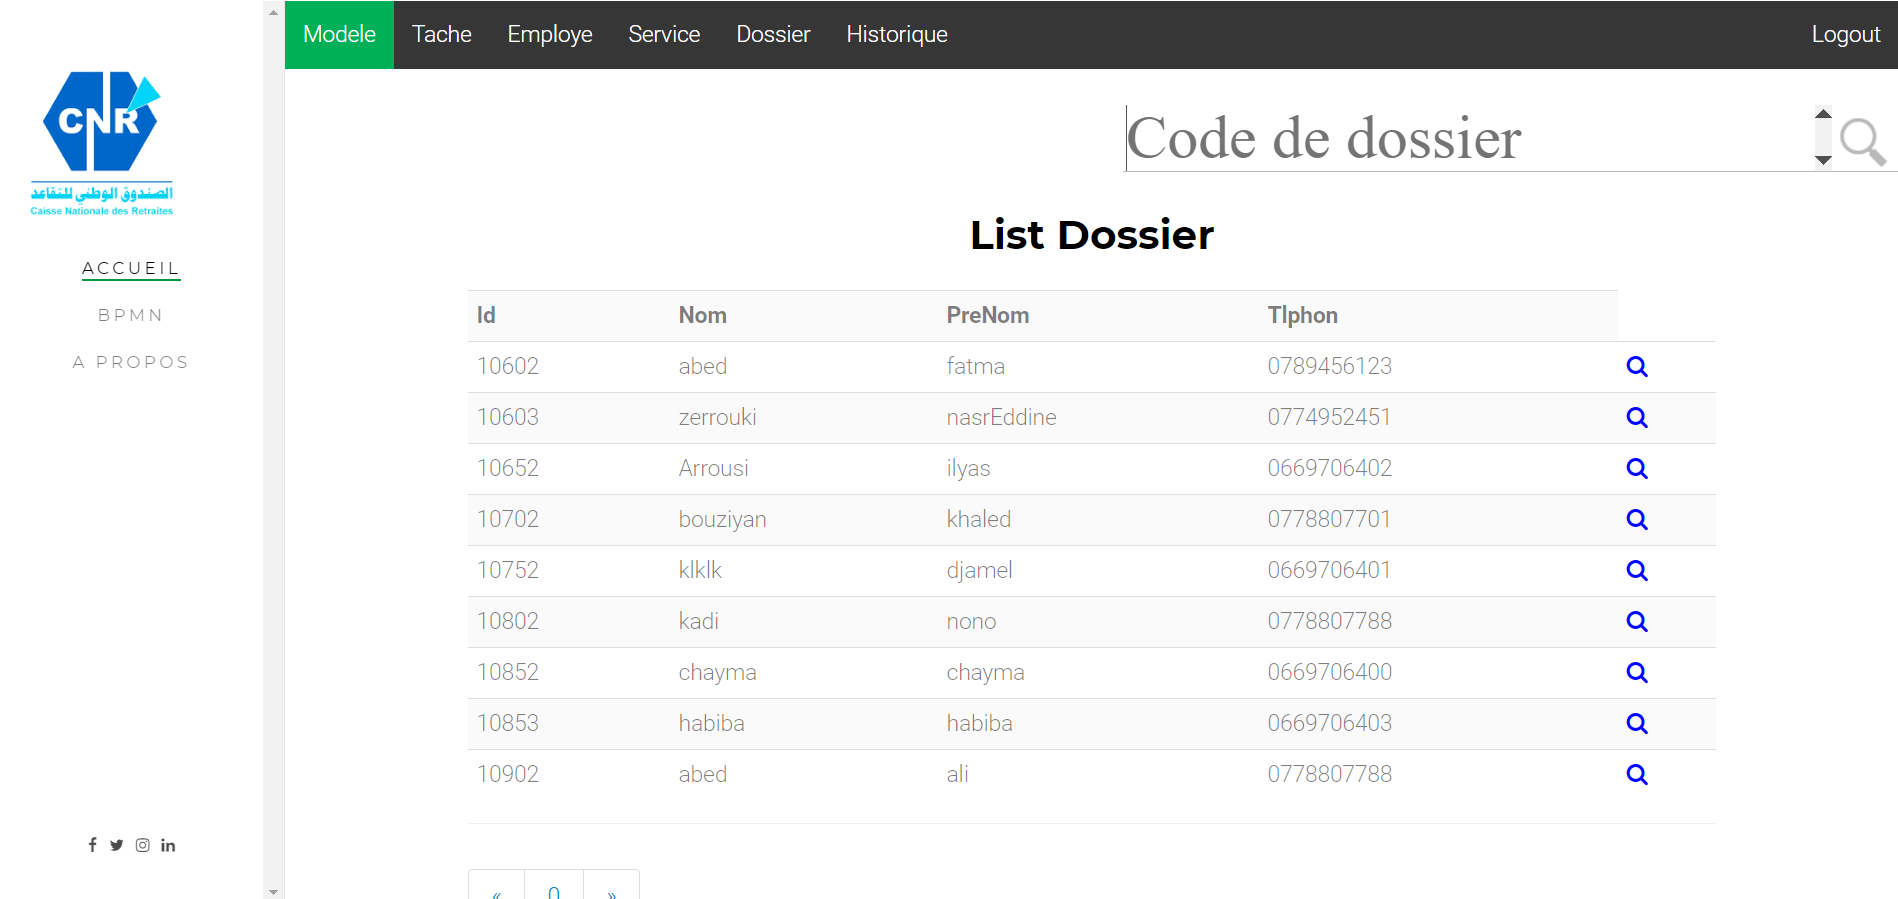 CNR
الصندوق الوطني للتقاعد
Caisse Nationale des Retraites
ACCUEIL
BPMN
A PROPOS
Modele Tache Employe Service Dossier Historique Logout
Code de dossier
List Dossier
Id Nom PreNom Tlphon
10602 abed fatma 0789456123
10603 zerrouki nasrEddine 0774952451
10652 Arrousi ilyas 0669706402
10702 bouziyan khaled 0778807701
10752 klklk djamel 0669706401
10802 kadi nono 0778807788
10852 chayma chayma 0669706400
10853 habiba habiba 0669706403
10902 abed ali 0778807788
« 0 »